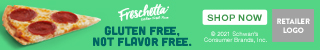 Freschetta
GLUTEN FREE,
NOT FLAVOR FREE.
SHOP NOW
© 2021 Schwan's
Consumer Brands, Inc.
RETAILER
LOGO